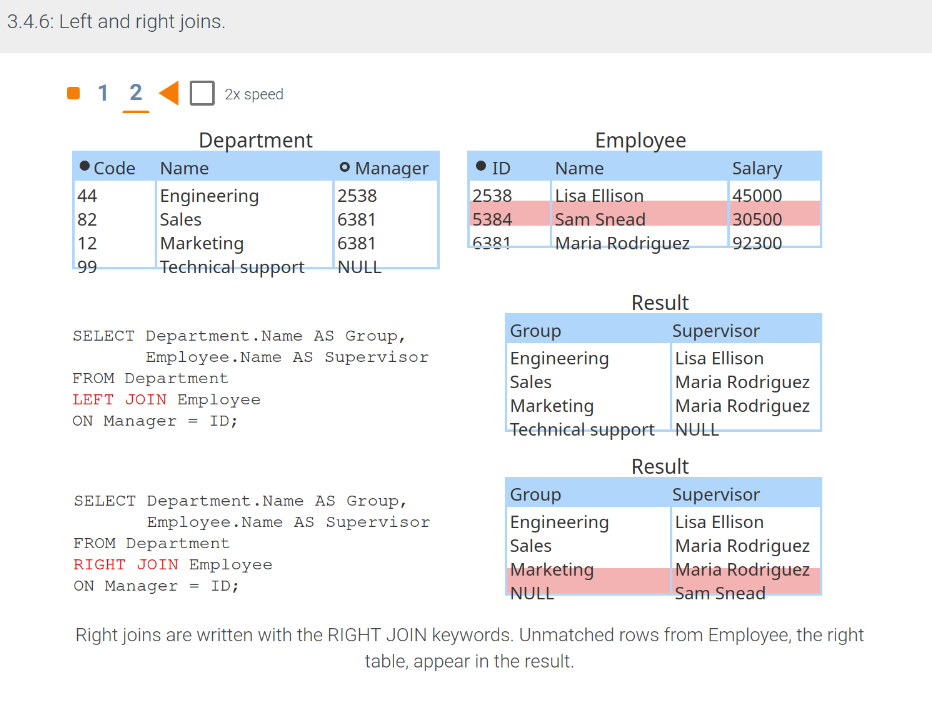 3.4.6: Left and right joins.
1 2 2x speed
Department
Code Name Manager
44 Engineering 2538
82 Sales 6381
12 Marketing 6381
99 Technical support NULL
Employee
ID Name Salary
2538 Lisa Ellison 45000
5384 Sam Snead 30500
6381 Maria Rodriguez 92300
SELECT Department.Name AS Group,
Employee.Name AS Supervisor
FROM Department
LEFT JOIN Employee
ON Manager = ID;
Result
Group Supervisor
Engineering Lisa Ellison
Sales Maria Rodriguez
Marketing Maria Rodriguez
Technical support NULL
SELECT Department.Name AS Group,
Employee.Name AS Supervisor
FROM Department
RIGHT JOIN Employee
ON Manager = ID;
Result
Group Supervisor
Engineering Lisa Ellison
Sales Maria Rodriguez
Marketing Maria Rodriguez
NULL Sam Snead
Right joins are written with the RIGHT JOIN keywords. Unmatched rows from Employee, the right
table, appear in the result.